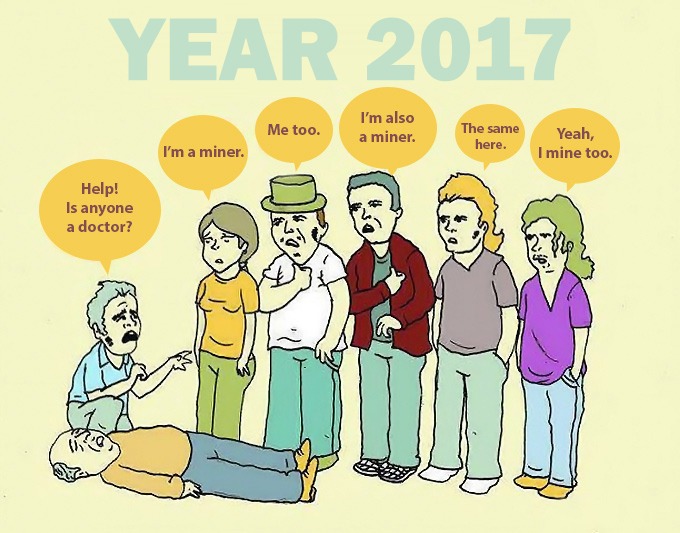 YEAR 2017
Help!
Is anyone
a doctor?
I'm a miner.
Me too.
I'm also
a miner.
The same
here.
Yeah,
I mine too.